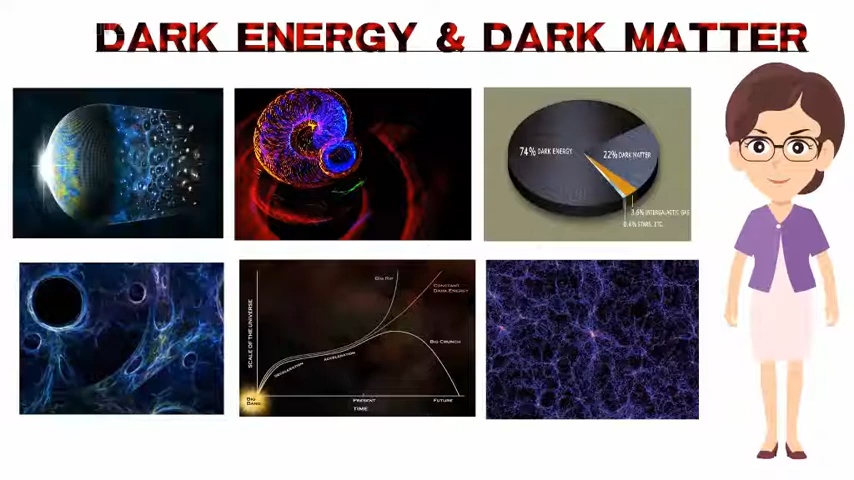 DARK ENERGY & DARK MATTER
74% DARK ENERGY
22% DARK MATTER
3.6% INTERGALACTIC GAS
0.4% STARS, ETC.
SCALE OF THE UNIVERSE
BIG RIP
CONSTANT
DARK ENERGY
BIG CRUNCH
DECELERATION
ACCELERATION
BIG
BANG
PRESENT
FUTURE
TIME